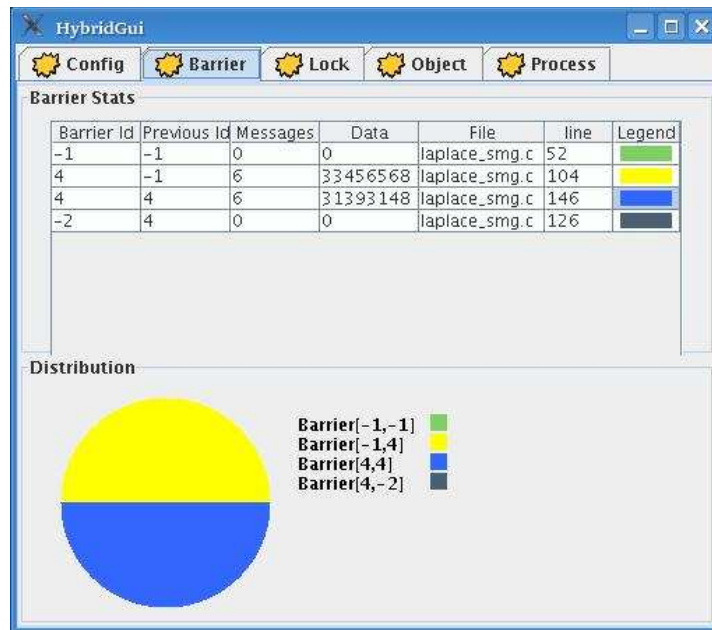 HybridGui
Config Barrier Lock Object Process
Barrier Stats
Barrier Id Previous Id Messages Data File line Legend
-1 -1 0 0 laplace_smg.c 52
4 -1 6 33456568 laplace_smg.c 104
4 4 6 31393148 laplace_smg.c 146
-2 4 0 0 laplace_smg.c 126
Distribution
Barrier[-1,-1]
Barrier[-1,4]
Barrier[4,4]
Barrier[4,-2]